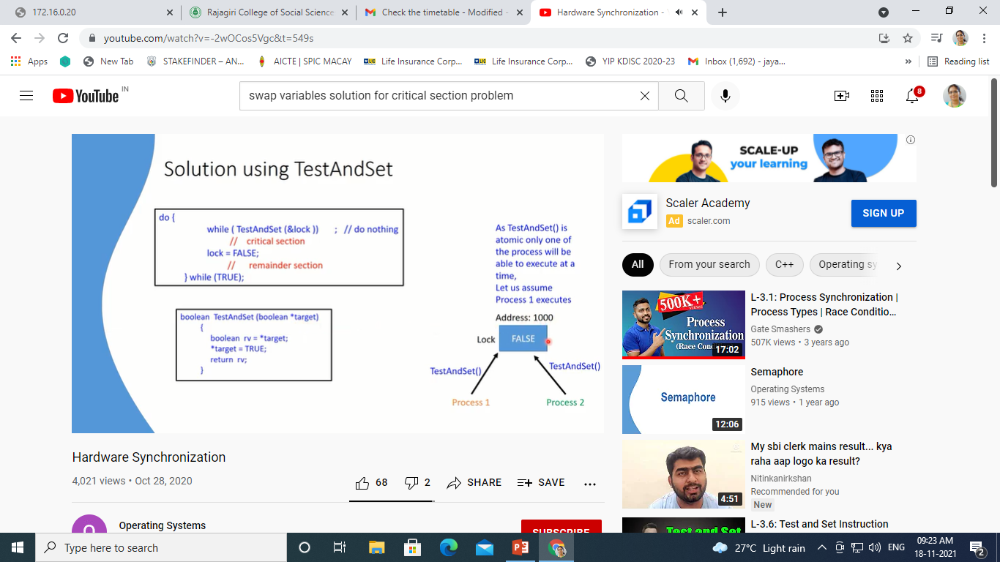 172.16.0.20
Rajagiri College of Social Science
Check the timetable - Modified -
Hardware Synchronization -
youtube.com/watch?v=-2wOCos5Vgc&t=549s
Apps
New Tab
STAKEFINDER – AN...
AICTE | SPIC MACAY
LIC Life Insurance Corp...
LIC Life Insurance Corp...
YIP KDISC 2020-23
Inbox (1,692) - jaya...
»
Reading list
YouTube IN
swap variables solution for critical section problem
8
Solution using TestAndSet
do {
while ( TestAndSet (&lock )) ; // do nothing
// critical section
lock = FALSE;
// remainder section
} while (TRUE);
boolean TestAndSet (boolean *target)
{
boolean rv = *target;
*target = TRUE;
return rv;
}
As TestAndSet() is
atomic only one of
the process will be
able to execute at a
time,
Let us assume
Process 1 executes
Address: 1000
Lock FALSE
TestAndSet() TestAndSet()
Process 1 Process 2
Hardware Synchronization
4,021 views • Oct 28, 2020
68 2 SHARE SAVE ...
O
Operating Systems
SUBSCRIBE
SCALE-UP
your learning
Scaler Academy
Ad scaler.com
SIGN UP
All From your search C++ Operating sy
500K+
VIEWS
Process
Synchronization
17:02
L-3.1: Process Synchronization |
Process Types | Race Conditio...
Gate Smashers
507K views • 3 years ago
Semaphore
12:06
Semaphore
Operating Systems
915 views • 1 year ago
4:51
My sbi clerk mains result... kya
raha aap logo ka result?
Nitinkanirkshan
Recommended for you
New
Test and Set
L-3.6: Test and Set Instruction
Type here to search
27°C Light rain
ENG
09:23 AM
18-11-2021
2